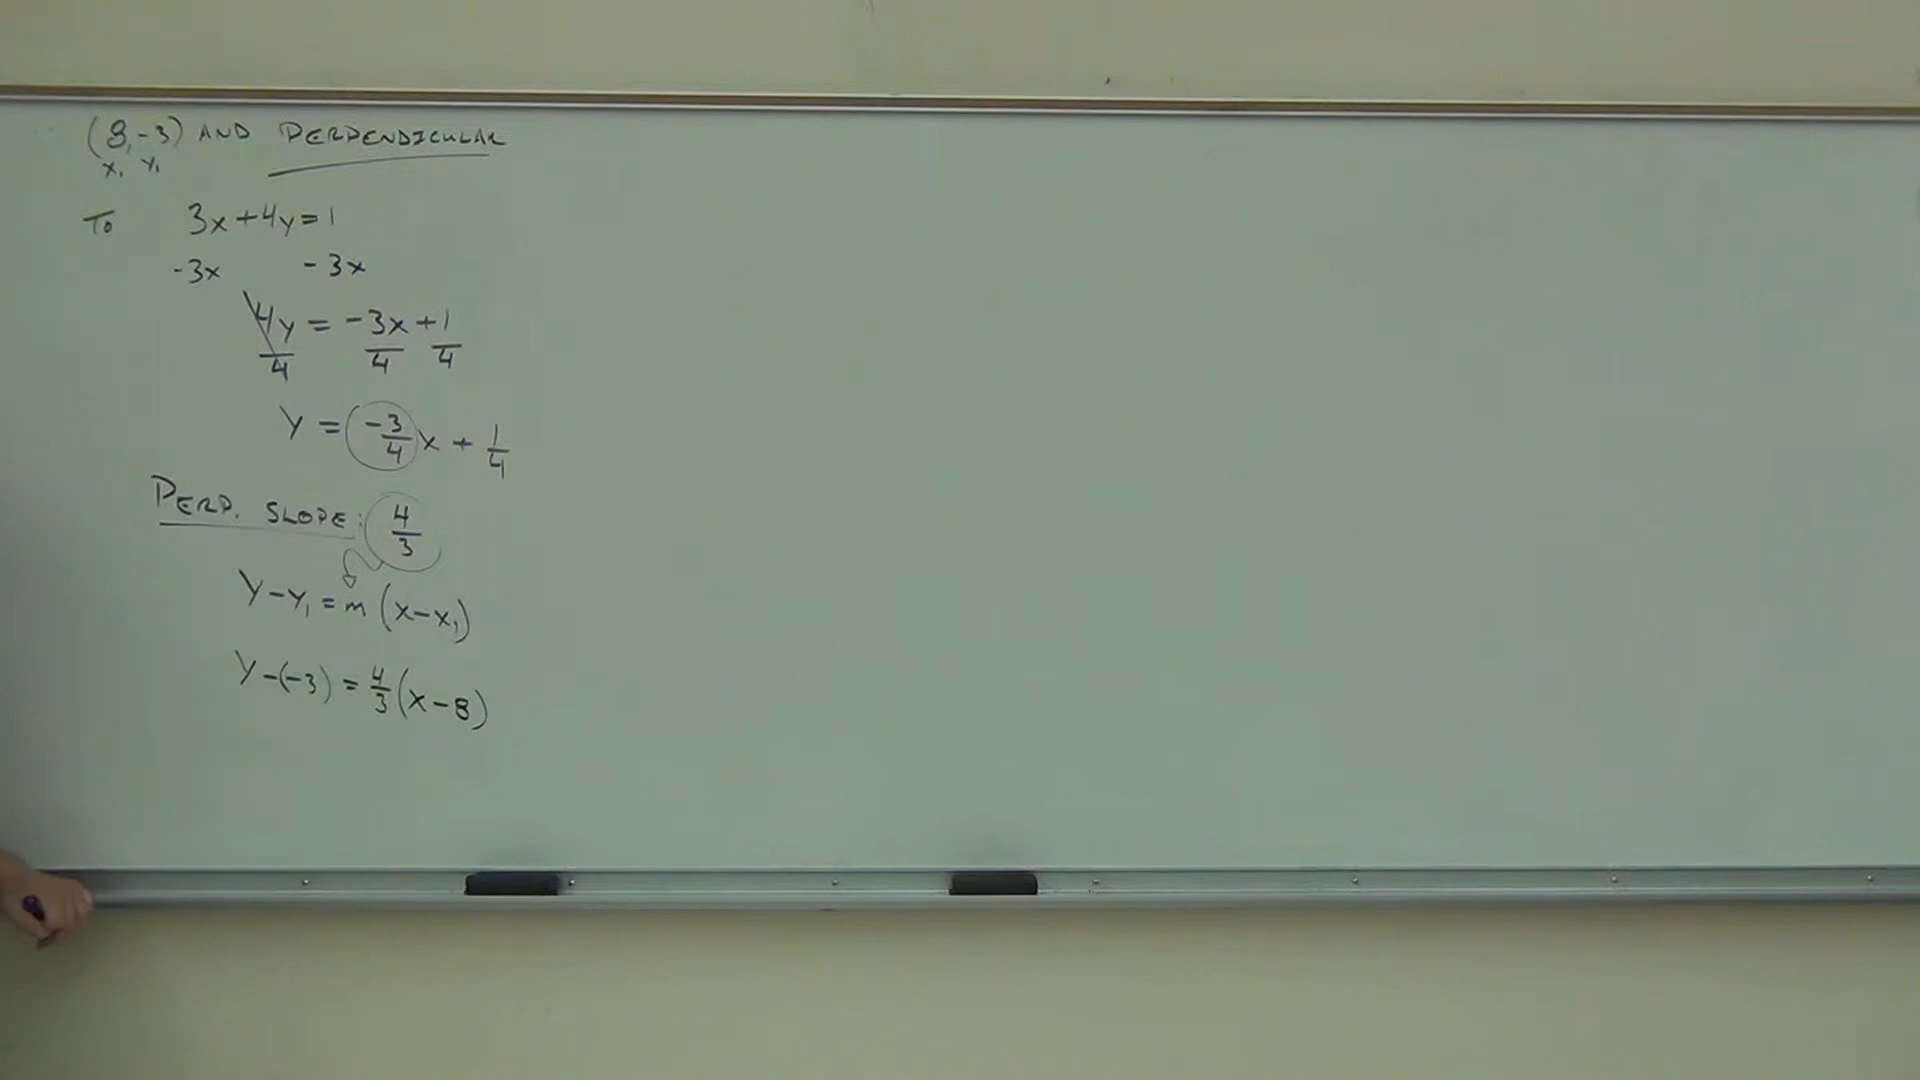 (8,-3) AND PERPENDICULAR
x₁ y₁
TO 3x+4y=1
-3x -3x
4y = -3x+1
4 4 4
y = -3/4 x + 1/4
PERP. SLOPE: 4/3
y-y₁=m(x-x₁)
y-(-3)=4/3(x-8)